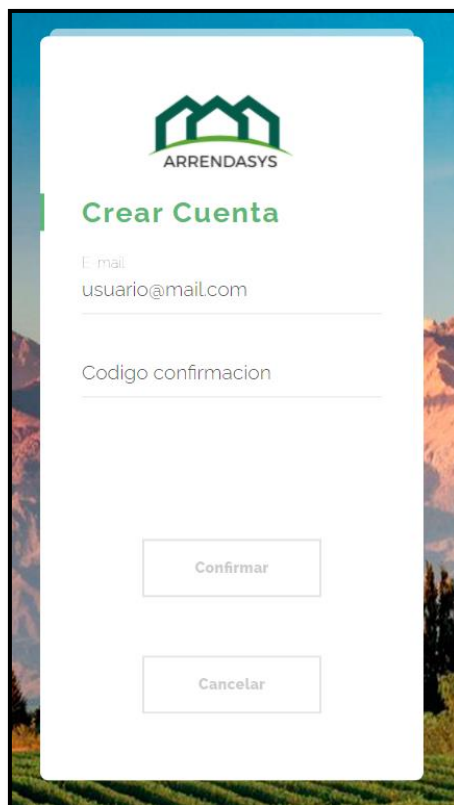 ARRENDASYS
Crear Cuenta
E-mail
usuario@mail.com
Codigo confirmacion
Confirmar
Cancelar